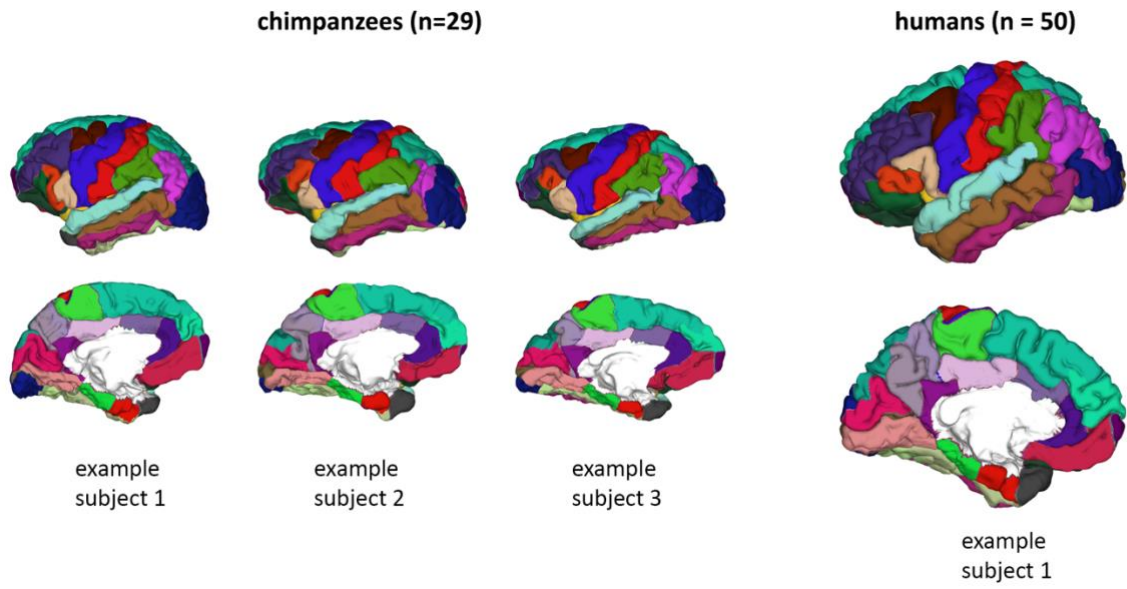 chimpanzees (n=29)
humans (n = 50)
example
subject 1
example
subject 2
example
subject 3
example
subject 1